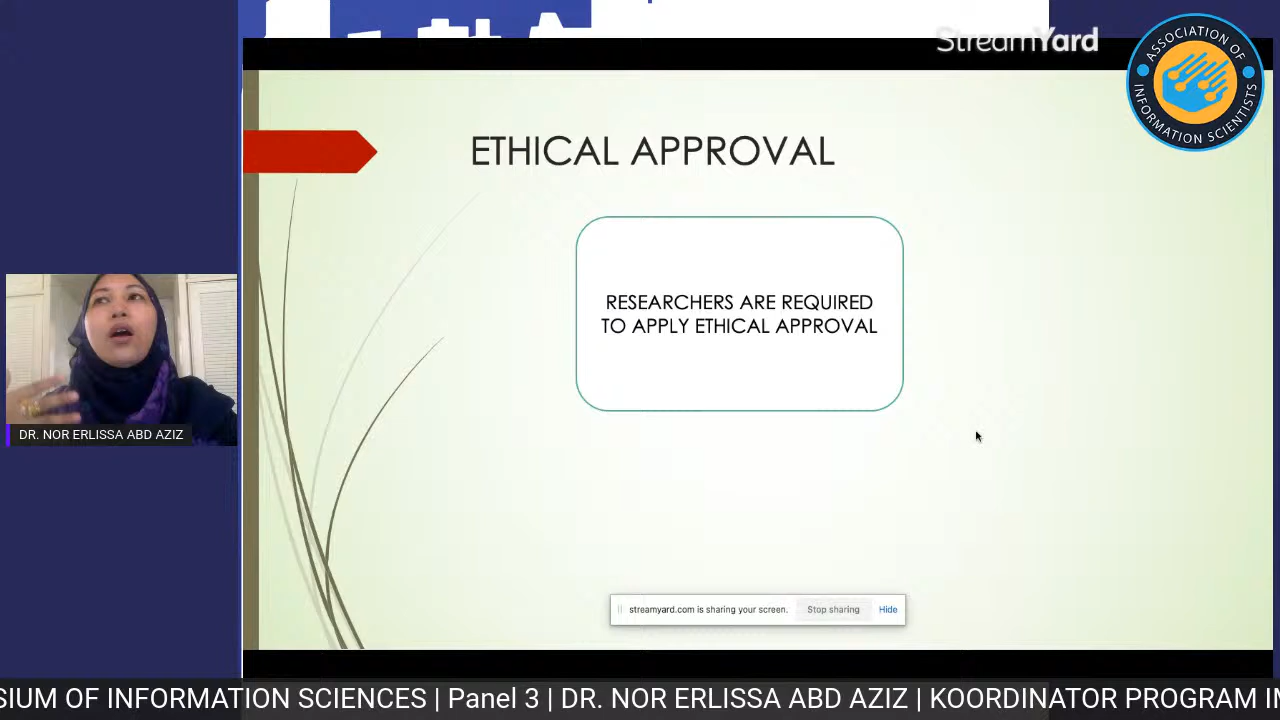 StreamYard
ASSOCIATION OF
INFORMATION SCIENTISTS
ETHICAL APPROVAL
RESEARCHERS ARE REQUIRED
TO APPLY ETHICAL APPROVAL
DR. NOR ERLISSA ABD AZIZ
streamyard.com is sharing your screen. Stop sharing Hide
SIUM OF INFORMATION SCIENCES | Panel 3 | DR. NOR ERLISSA ABD AZIZ | KOORDINATOR PROGRAM IM